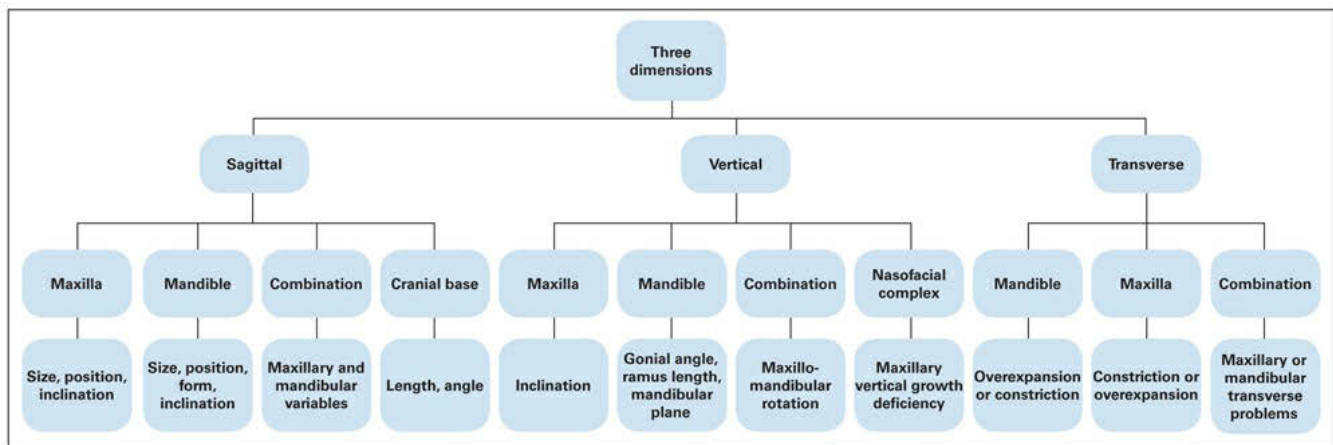 Three
dimensions
Sagittal
Vertical
Transverse
Maxilla
Mandible
Combination
Cranial base
Maxilla
Mandible
Combination
Nasofacial
complex
Mandible
Maxilla
Combination
Size, position,
inclination
Size, position,
form,
inclination
Maxillary and
mandibular
variables
Length, angle
Inclination
Gonial angle,
ramus length,
mandibular
plane
Maxillo-
mandibular
rotation
Maxillary
vertical growth
deficiency
Overexpansion
or constriction
Constriction or
overexpansion
Maxillary or
mandibular
transverse
problems